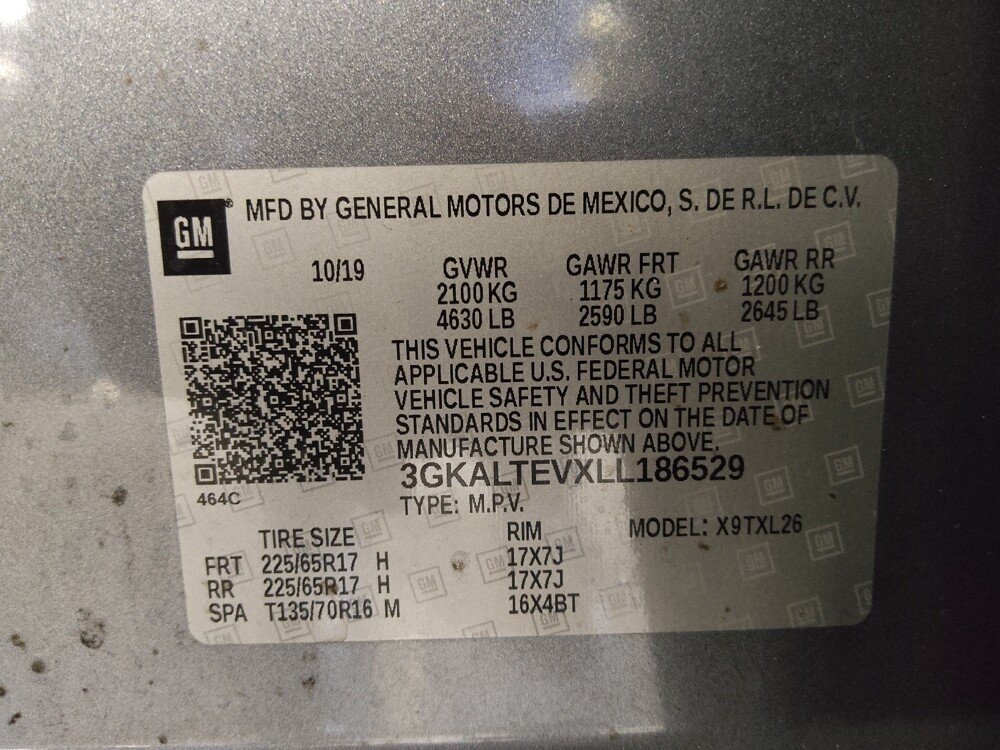 GM ® MFD BY GENERAL MOTORS DE MEXICO, S. DE R.L. DE C.V.
10/19 GVWR GAWR FRT GAWR RR
2100 KG 1175 KG 1200 KG
4630 LB 2590 LB 2645 LB
THIS VEHICLE CONFORMS TO ALL
APPLICABLE U.S. FEDERAL MOTOR
VEHICLE SAFETY AND THEFT PREVENTION
STANDARDS IN EFFECT ON THE DATE OF
MANUFACTURE SHOWN ABOVE.
3GKALTEVXLL186529
464C
TYPE: M.P.V.
TIRE SIZE RIM MODEL: X9TXL26
FRT 225/65R17 H 17X7J
RR 225/65R17 H 17X7J
SPA T135/70R16 M 16X4BT